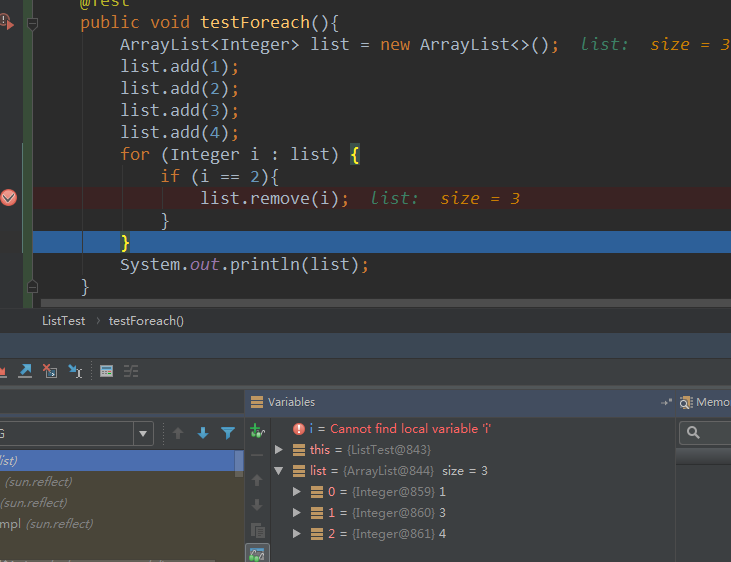 @Test
public void testForeach(){
ArrayList<Integer> list = new ArrayList<>(); list: size = 3
list.add(1);
list.add(2);
list.add(3);
list.add(4);
for (Integer i : list) {
if (i == 2){
list.remove(i); list: size = 3
}
}
System.out.println(list);
}
ListTest › testForeach()
Variables
Memo
i = Cannot find local variable 'i'
this = {ListTest@843}
list = {ArrayList@844} size = 3
0 = {Integer@859} 1
1 = {Integer@860} 3
2 = {Integer@861} 4
G
ist)
(sun.reflect)
(sun.reflect)
mpl (sun.reflect)